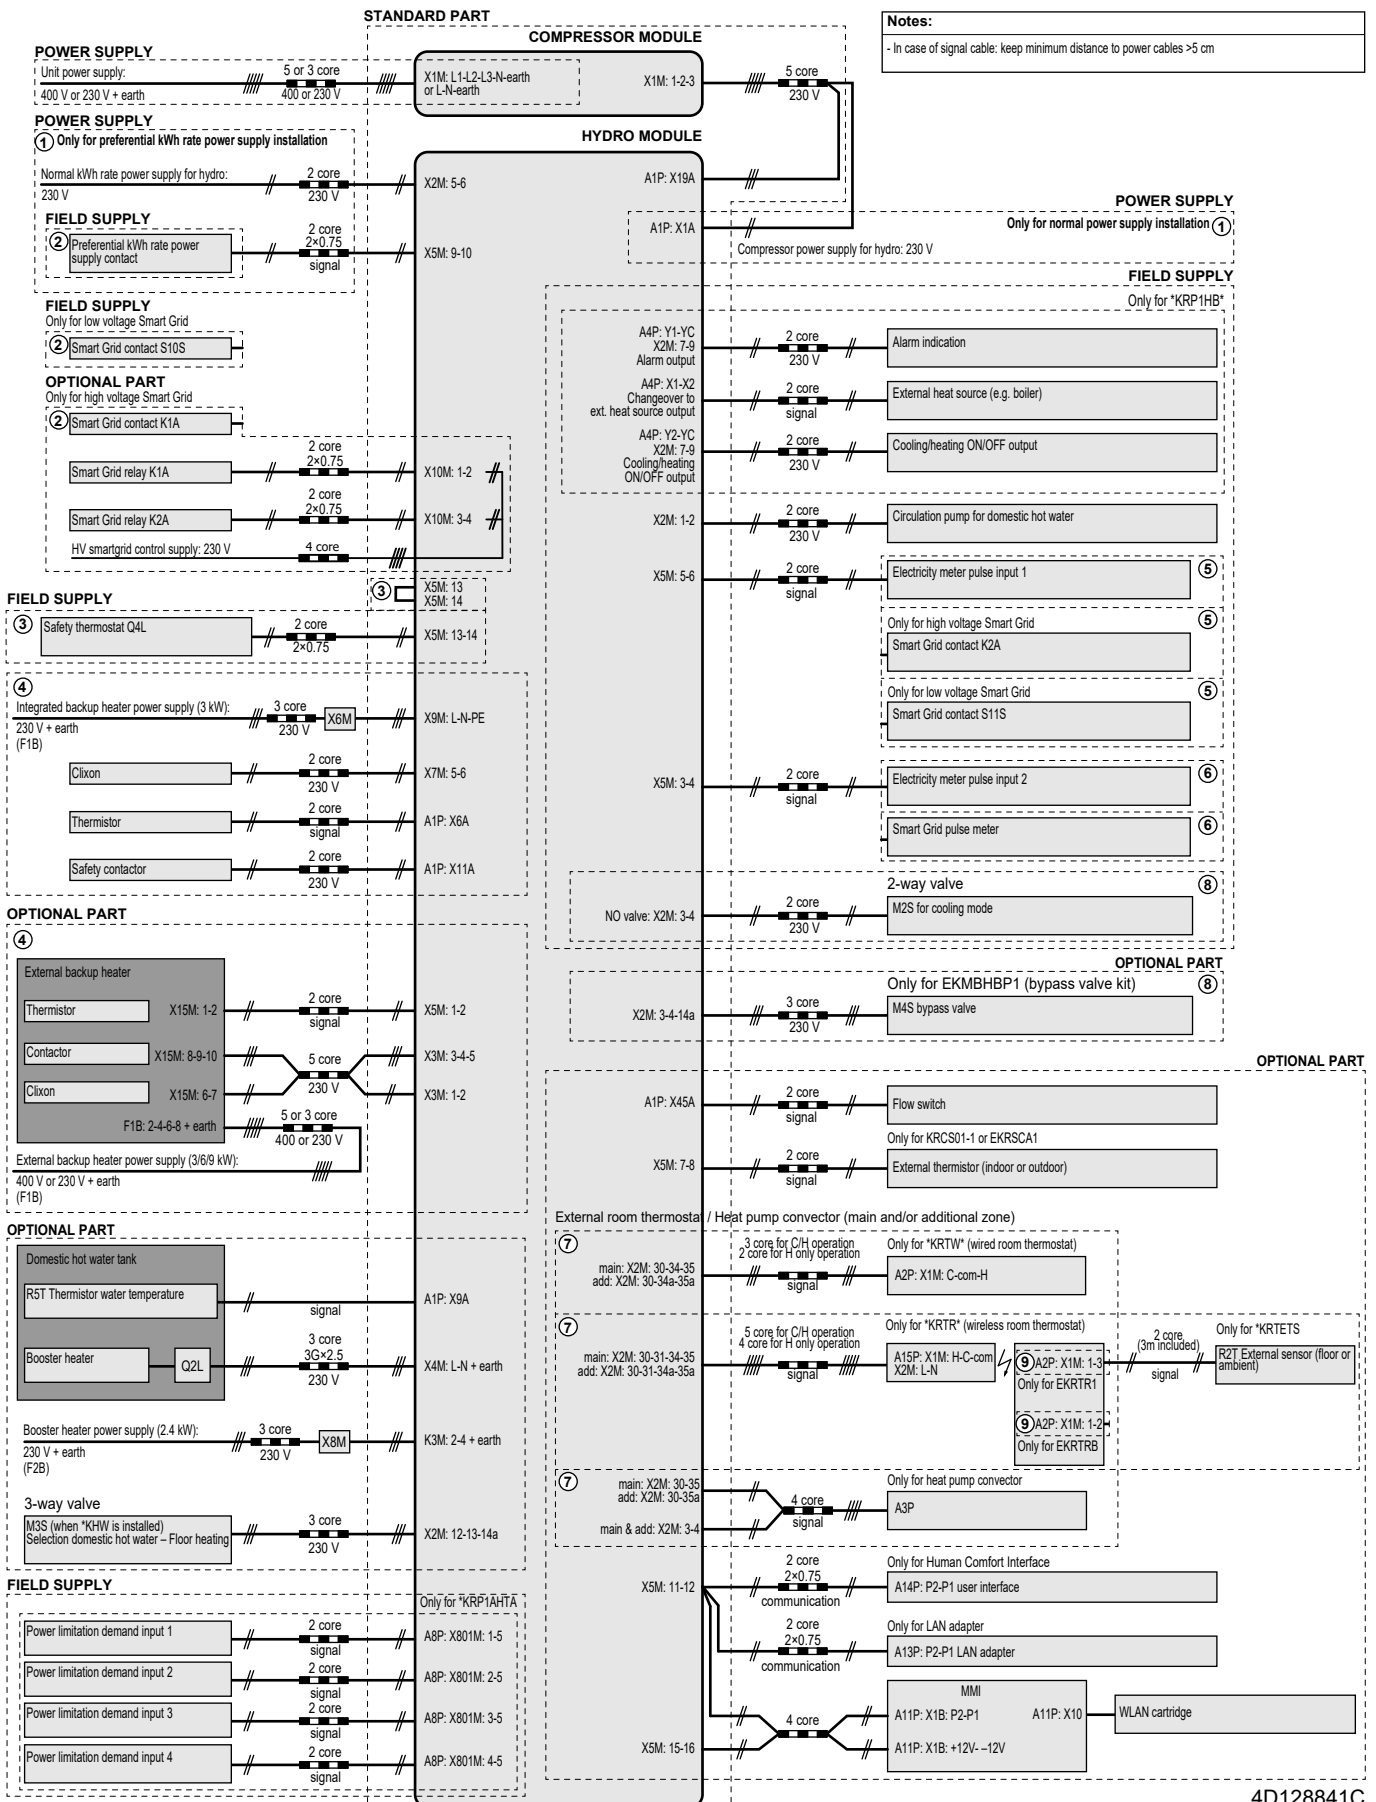 STANDARD PART
Notes:
- In case of signal cable: keep minimum distance to power cables >5 cm
COMPRESSOR MODULE
POWER SUPPLY
Unit power supply:
400 V or 230 V + earth
5 or 3 core
400 or 230 V
X1M: L1-L2-L3-N-earth
or L-N-earth
X1M: 1-2-3
5 core
230 V
POWER SUPPLY
1 Only for preferential kWh rate power supply installation
Normal kWh rate power supply for hydro:
230 V
2 core
230 V
X2M: 5-6
HYDRO MODULE
A1P: X19A
FIELD SUPPLY
2 Preferential kWh rate power
supply contact
2 core
2×0.75
signal
X5M: 9-10
POWER SUPPLY
Only for normal power supply installation 1
A1P: X1A
Compressor power supply for hydro: 230 V
FIELD SUPPLY
Only for low voltage Smart Grid
2 Smart Grid contact S10S
OPTIONAL PART
Only for high voltage Smart Grid
2 Smart Grid contact K1A
Smart Grid relay K1A
2 core
2×0.75
X10M: 1-2
Smart Grid relay K2A
2 core
2×0.75
X10M: 3-4
HV smartgrid control supply: 230 V
4 core
3
X5M: 13
X5M: 14
FIELD SUPPLY
3 Safety thermostat Q4L
2 core
2×0.75
X5M: 13-14
4
Integrated backup heater power supply (3 kW):
230 V + earth
(F1B)
3 core
230 V
X6M
X9M: L-N-PE
Clixon
2 core
230 V
X7M: 5-6
Thermistor
2 core
signal
A1P: X6A
Safety contactor
2 core
230 V
A1P: X11A
OPTIONAL PART
4
External backup heater
Thermistor
X15M: 1-2
2 core
signal
X5M: 1-2
Contactor
X15M: 8-9-10
5 core
230 V
X3M: 3-4-5
Clixon
X15M: 6-7
X3M: 1-2
F1B: 2-4-6-8 + earth
5 or 3 core
400 or 230 V
External backup heater power supply (3/6/9 kW):
400 V or 230 V + earth
(F1B)
OPTIONAL PART
Domestic hot water tank
R5T Thermistor water temperature
signal
A1P: X9A
Booster heater
Q2L
3 core
3G×2.5
230 V
X4M: L-N + earth
Booster heater power supply (2.4 kW):
230 V + earth
(F2B)
3 core
230 V
X8M
K3M: 2-4 + earth
3-way valve
M3S (when *KHW is installed)
Selection domestic hot water – Floor heating
3 core
230 V
X2M: 12-13-14a
FIELD SUPPLY
Only for *KRP1AHTA
Power limitation demand input 1
2 core
signal
A8P: X801M: 1-5
Power limitation demand input 2
2 core
signal
A8P: X801M: 2-5
Power limitation demand input 3
2 core
signal
A8P: X801M: 3-5
Power limitation demand input 4
2 core
signal
A8P: X801M: 4-5
FIELD SUPPLY
Only for *KRP1HB*
A4P: Y1-YC
X2M: 7-9
Alarm output
2 core
230 V
Alarm indication
A4P: X1-X2
Changeover to
ext. heat source output
2 core
signal
External heat source (e.g. boiler)
A4P: Y2-YC
X2M: 7-9
Cooling/heating
ON/OFF output
2 core
230 V
Cooling/heating ON/OFF output
X2M: 1-2
2 core
230 V
Circulation pump for domestic hot water
X5M: 5-6
2 core
signal
Electricity meter pulse input 1
5
Only for high voltage Smart Grid
5
Smart Grid contact K2A
Only for low voltage Smart Grid
5
Smart Grid contact S11S
X5M: 3-4
2 core
signal
Electricity meter pulse input 2
6
Smart Grid pulse meter
6
2-way valve
8
NO valve: X2M: 3-4
2 core
230 V
M2S for cooling mode
OPTIONAL PART
Only for EKMBHBP1 (bypass valve kit)
8
X2M: 3-4-14a
3 core
230 V
M4S bypass valve
OPTIONAL PART
A1P: X45A
2 core
signal
Flow switch
Only for KRCS01-1 or EKRSCA1
X5M: 7-8
2 core
signal
External thermistor (indoor or outdoor)
External room thermostat / Heat pump convector (main and/or additional zone)
7
main: X2M: 30-34-35
add: X2M: 30-34a-35a
3 core for C/H operation
2 core for H only operation
signal
Only for *KRTW* (wired room thermostat)
A2P: X1M: C-com-H
7
main: X2M: 30-31-34-35
add: X2M: 30-31-34a-35a
5 core for C/H operation
4 core for H only operation
signal
Only for *KRTR* (wireless room thermostat)
A15P: X1M: H-C-com
X2M: L-N
9 A2P: X1M: 1-3
Only for EKRTR1
9 A2P: X1M: 1-2
Only for EKRTRB
2 core
(3m included)
signal
Only for *KRTETS
R2T External sensor (floor or
ambient)
7
main: X2M: 30-35
add: X2M: 30-35a
main & add: X2M: 3-4
4 core
signal
Only for heat pump convector
A3P
X5M: 11-12
2 core
2×0.75
communication
Only for Human Comfort Interface
A14P: P2-P1 user interface
2 core
2×0.75
communication
Only for LAN adapter
A13P: P2-P1 LAN adapter
X5M: 15-16
4 core
MMI
A11P: X1B: P2-P1
A11P: X10
A11P: X1B: +12V- –12V
WLAN cartridge
4D128841C